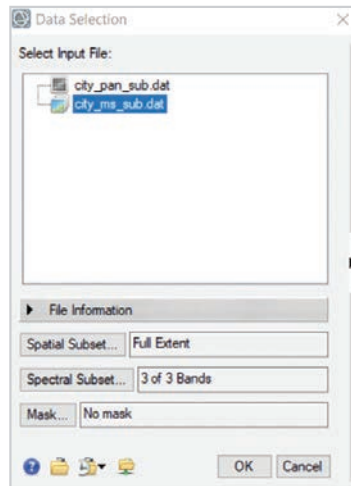 Data Selection
Select Input File:
city_pan_sub.dat
city_ms_sub.dat
File Information
Spatial Subset... Full Extent
Spectral Subset... 3 of 3 Bands
Mask... No mask
OK Cancel